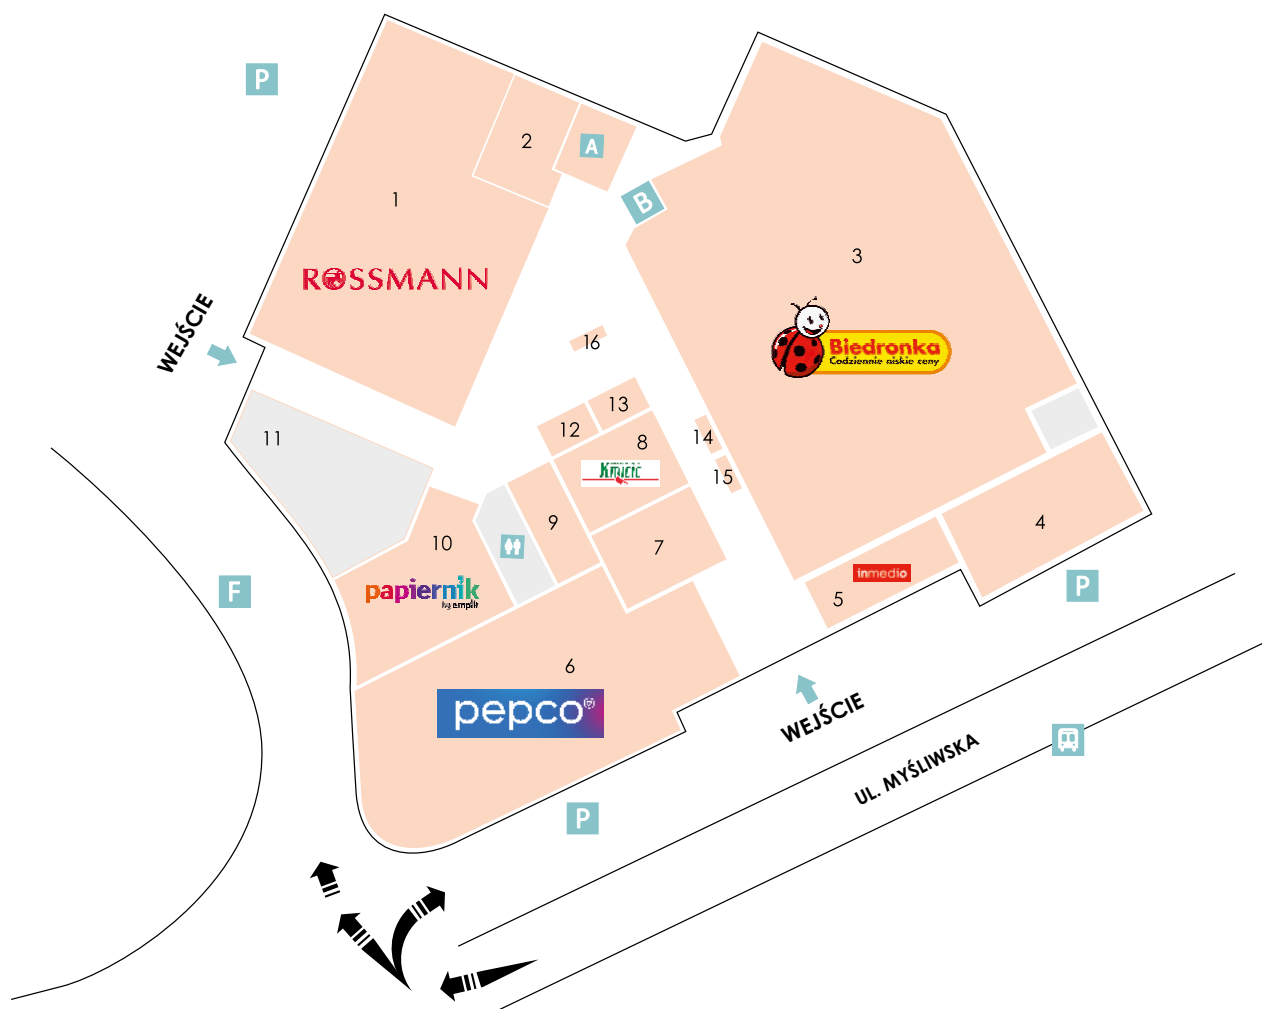 P
2
A
1
B
3
ROSSMANN
WEJŚCIE
16
Biedronka
Codziennie niskie ceny
13
12
14
8
11
Kmicic
15
9
7
4
10
inmedio
P
F
papiernik
by empik
5
6
pepco®
WEJŚCIE
UL. MYŚLIWSKA
P